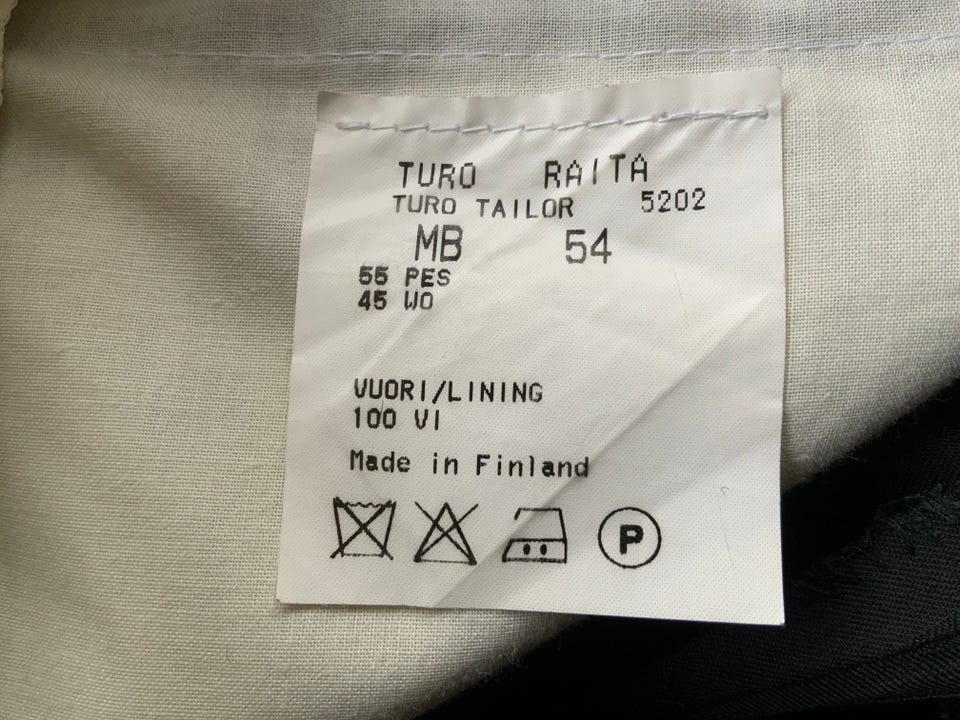 TURO RAITA
TURO TAILOR 5202
MB 54
55 PES
45 WO
VUORI/LINING
100 VI
Made in Finland
P